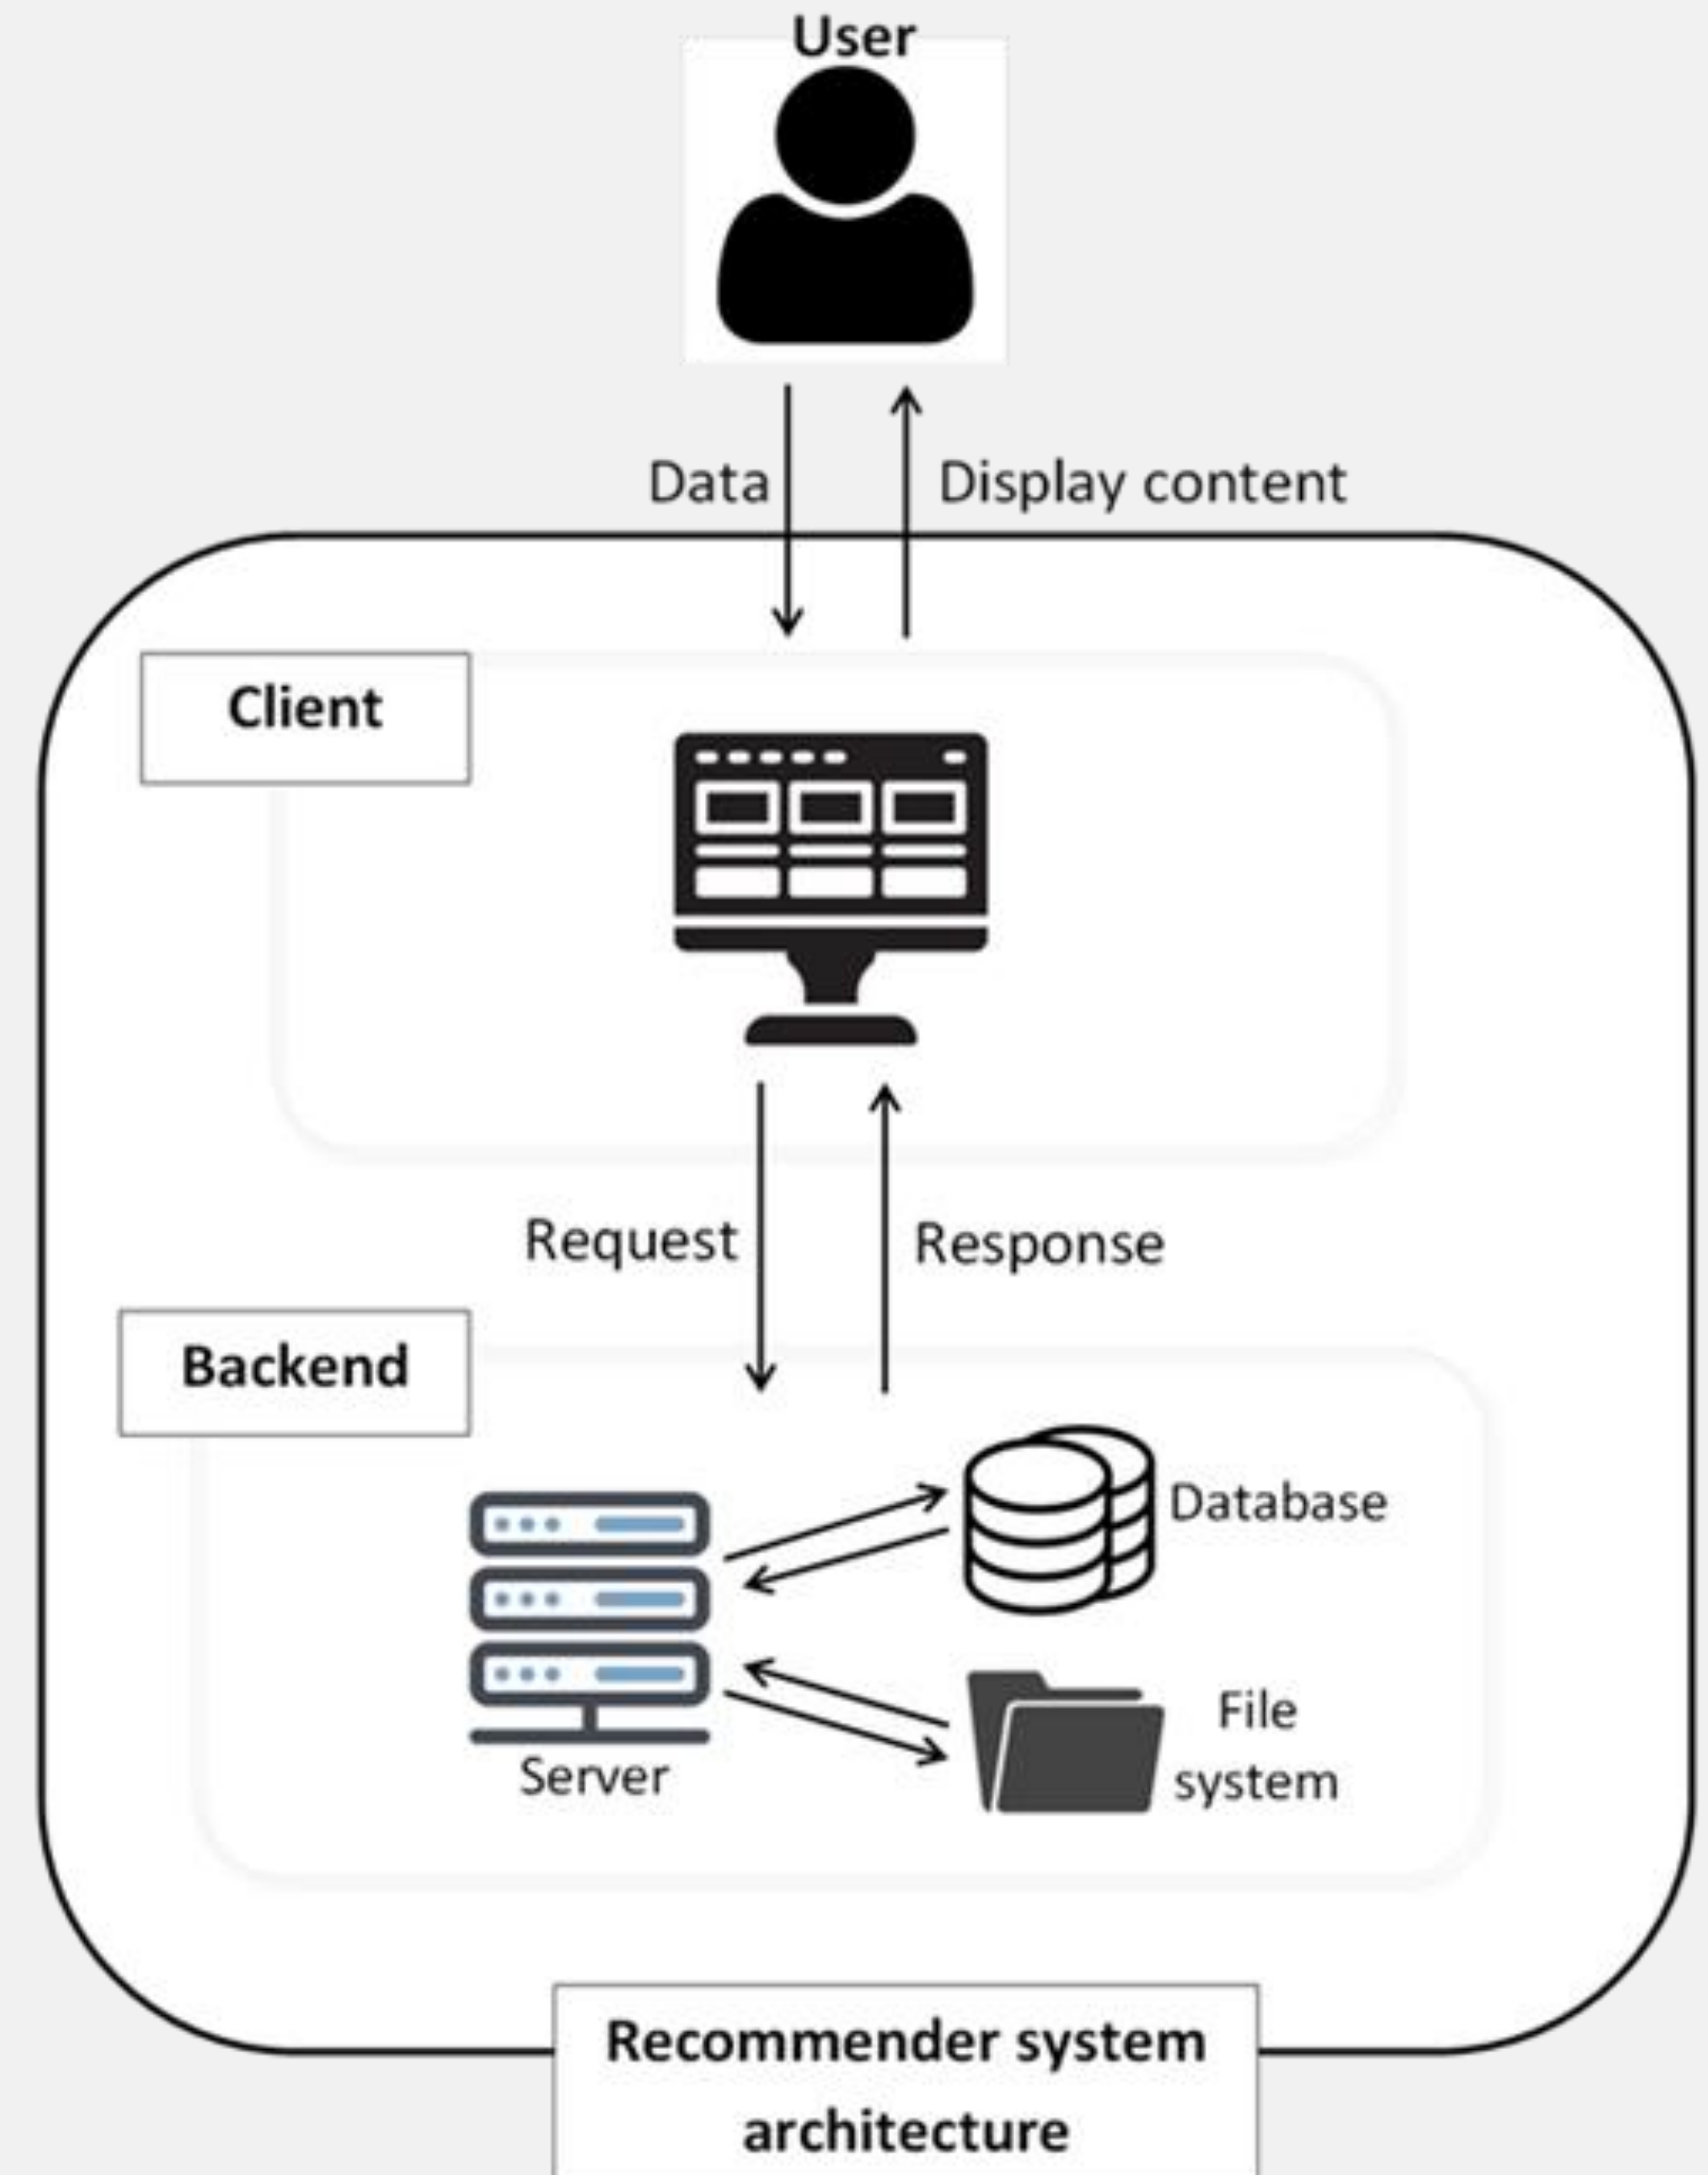 User
Data
Display content
Client
Request
Response
Backend
Database
Server
File
system
Recommender system
architecture